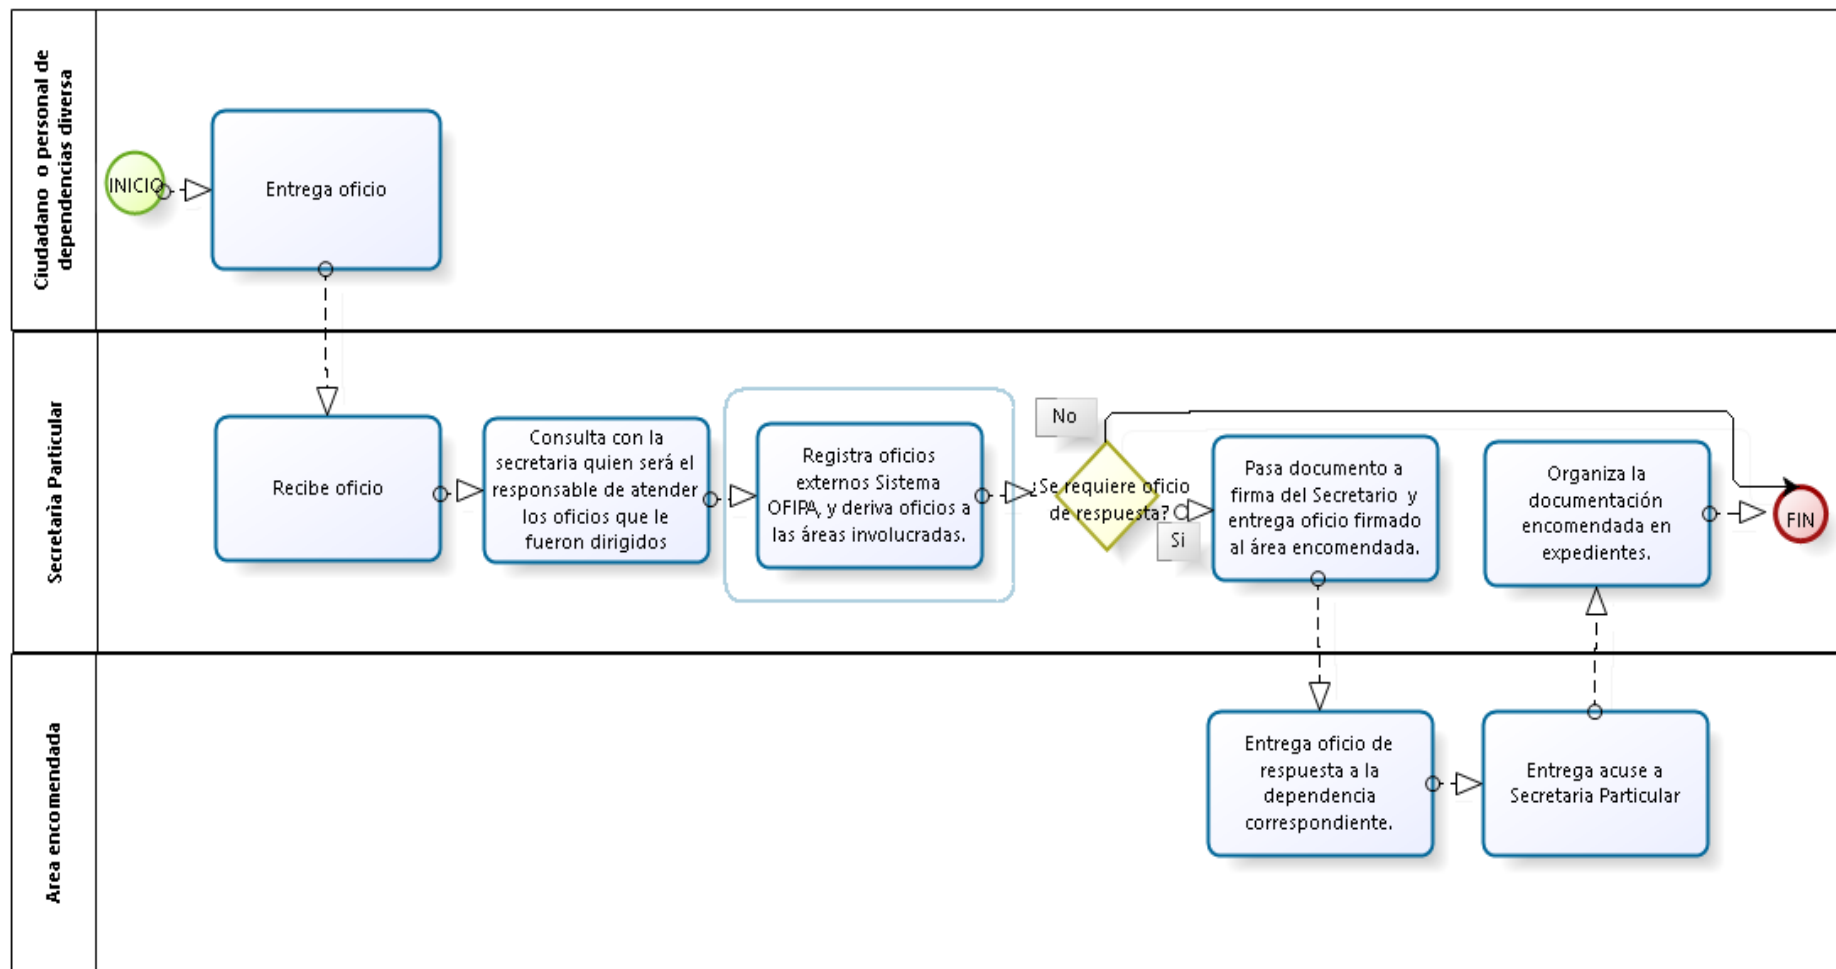 Ciudadano o personal de
dependencias diversa
INICIO
Entrega oficio
Secretaria Particular
Recibe oficio
Consulta con la
secretaria quien será el
responsable de atender
los oficios que le
fueron dirigidos
Registra oficios
externos Sistema
OFIPA, y deriva oficios a
las áreas involucradas.
No
¿Se requiere oficio
de respuesta?
Si
Pasa documento a
firma del Secretario y
entrega oficio firmado
al área encomendada.
Organiza la
documentación
encomendada en
expedientes.
FIN
Area encomendada
Entrega oficio de
respuesta a la
dependencia
correspondiente.
Entrega acuse a
Secretaria Particular